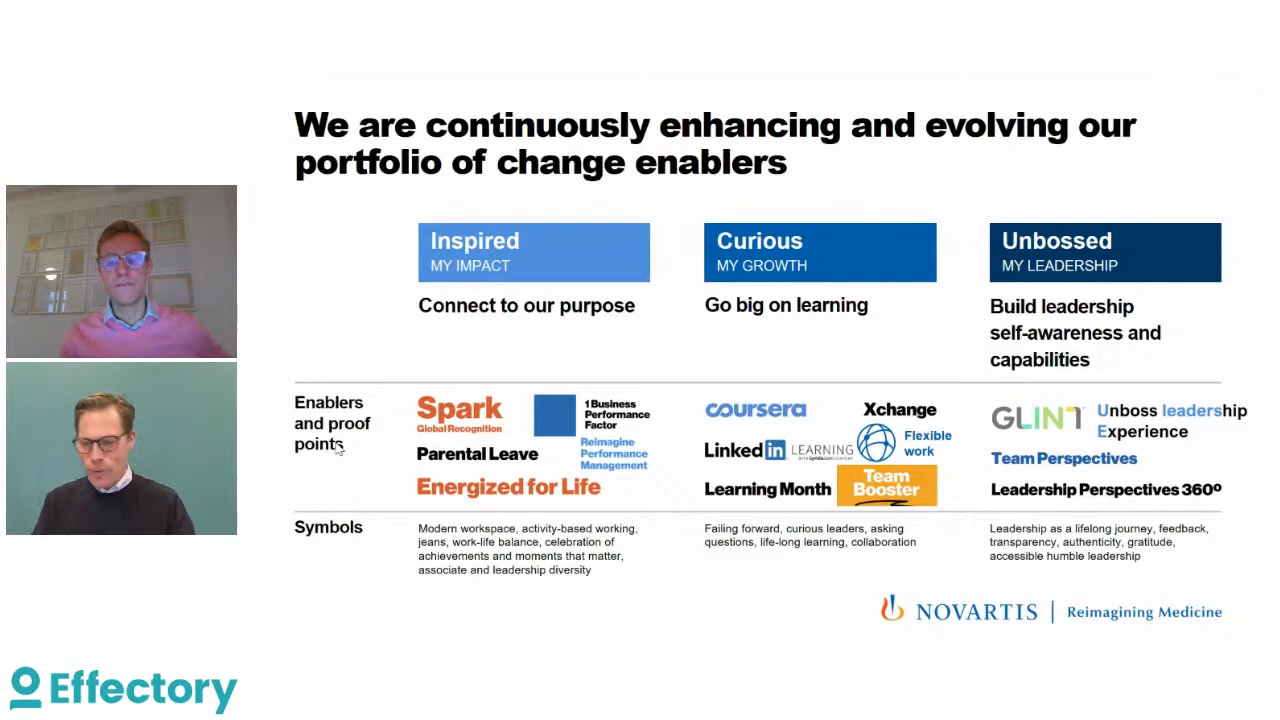 We are continuously enhancing and evolving our
portfolio of change enablers
Inspired
MY IMPACT
Connect to our purpose
Curious
MY GROWTH
Go big on learning
Unbossed
MY LEADERSHIP
Build leadership
self-awareness and
capabilities
Enablers
and proof
points
Spark
Global Recognition
1 Business
Performance
Factor
Parental Leave
Reimagine
Performance
Management
Energized for Life
coursera
Xchange
Linked in LEARNING
Flexible
work
Learning Month
Team
Booster
GLINT
Unboss leadership
Experience
Team Perspectives
Leadership Perspectives 360º
Symbols
Modern workspace, activity-based working,
jeans, work-life balance, celebration of
achievements and moments that matter,
associate and leadership diversity
Failing forward, curious leaders, asking
questions, life-long learning, collaboration
Leadership as a lifelong journey, feedback,
transparency, authenticity, gratitude,
accessible humble leadership
NOVARTIS | Reimagining Medicine
Effectory